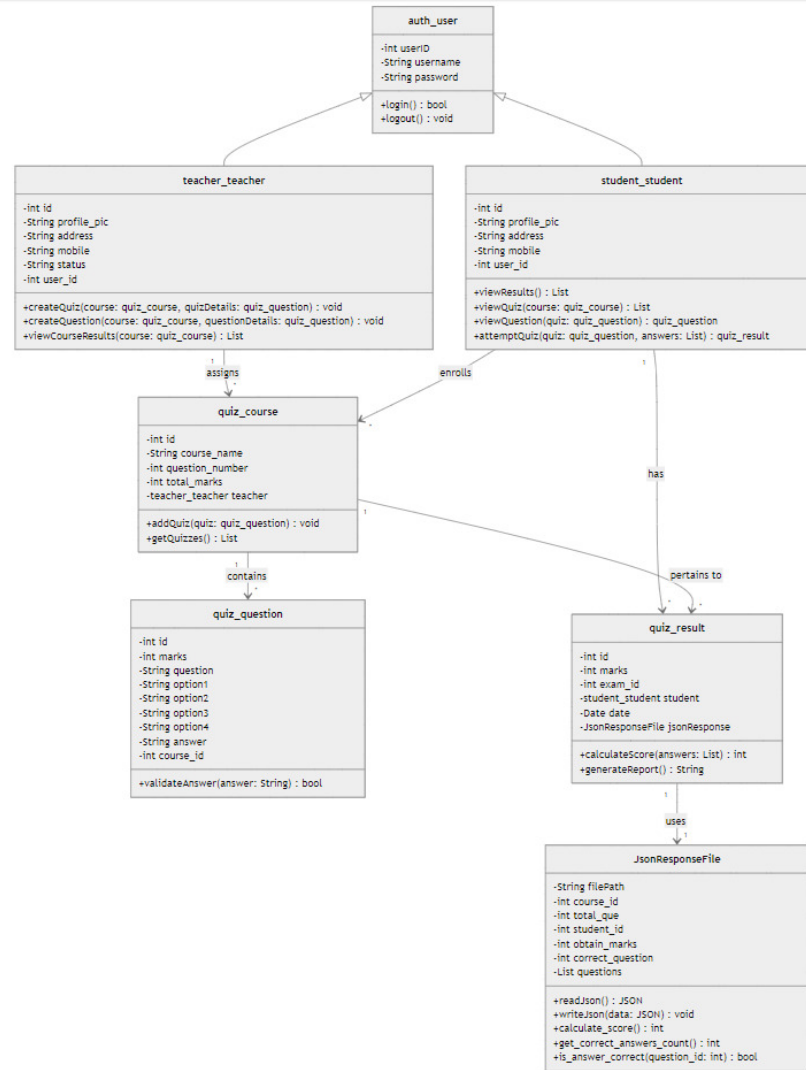 auth_user
-int userID
-String username
-String password
+login() : bool
+logout() : void
teacher_teacher
-int id
-String profile_pic
-String address
-String mobile
-String status
-int user_id
+createQuiz(course: quiz_course, quizDetails: quiz_question) : void
+createQuestion(course: quiz_course, questionDetails: quiz_question) : void
+viewCourseResults(course: quiz_course) : List
student_student
-int id
-String profile_pic
-String address
-String mobile
-int user_id
+viewResults() : List
+viewQuiz(course: quiz_course) : List
+viewQuestion(quiz: quiz_question) : quiz_question
+attemptQuiz(quiz: quiz_question, answers: List) : quiz_result
1
assigns
*
enrolls
*
1
has
*
quiz_course
-int id
-String course_name
-int question_number
-int total_marks
-teacher_teacher teacher
+addQuiz(quiz: quiz_question) : void
+getQuizzes() : List
1
contains
*
1
pertains to
*
quiz_question
-int id
-int marks
-String question
-String option1
-String option2
-String option3
-String option4
-String answer
-int course_id
+validateAnswer(answer: String) : bool
quiz_result
-int id
-int marks
-int exam_id
-student_student student
-Date date
-JsonResponseFile jsonResponse
+calculateScore(answers: List) : int
+generateReport() : String
1
uses
1
JsonResponseFile
-String filePath
-int course_id
-int total_que
-int student_id
-int obtain_marks
-int correct_question
-List questions
+readJson() : JSON
+writeJson(data: JSON) : void
+calculate_score() : int
+get_correct_answers_count() : int
+is_answer_correct(question_id: int) : bool